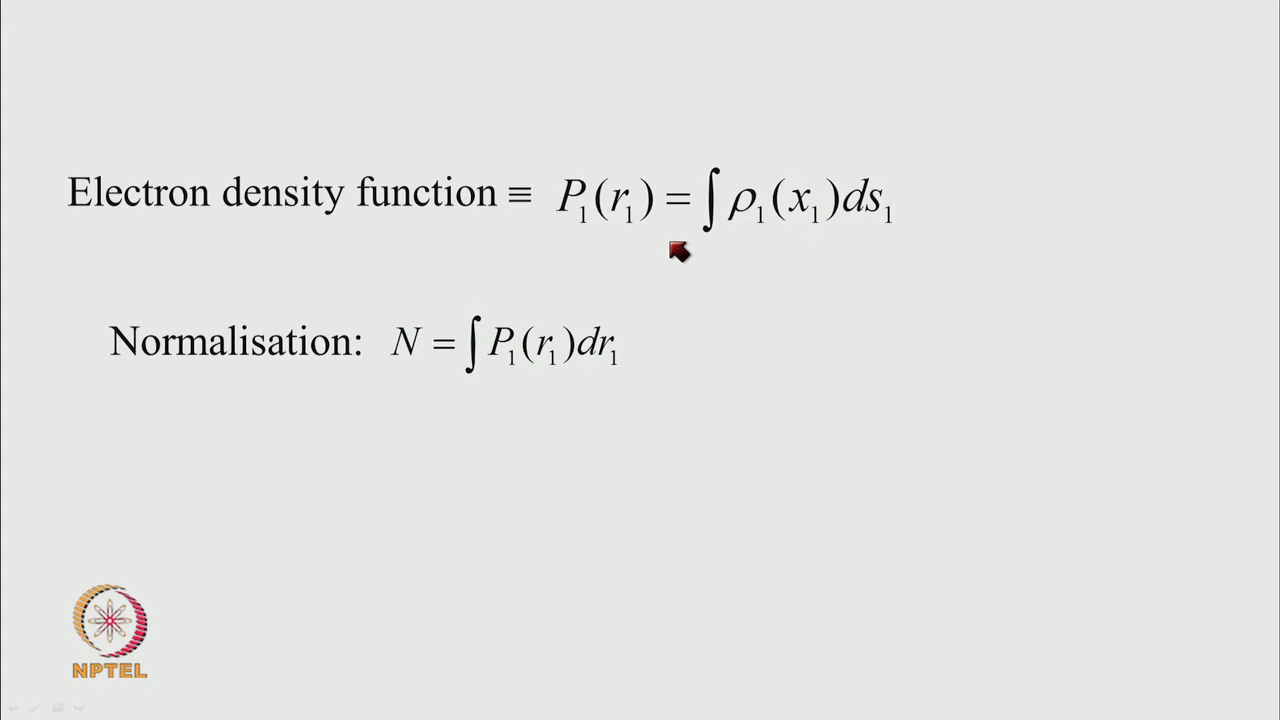 Electron density function ≡ P₁(r₁) = ∫ ρ₁(x₁)ds₁
Normalisation: N = ∫ P₁(r₁)dr₁
NPTEL